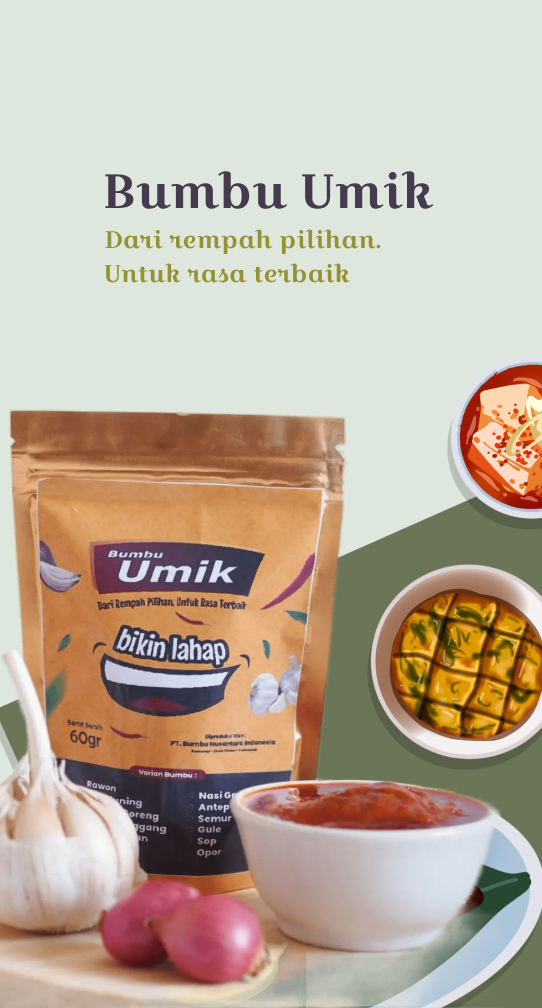 Bumbu Umik
Dari rempah pilihan.
Untuk rasa terbaik
Bumbu
Umik
Dari Rempah Pilihan, Untuk Rasa Terbaik
bikin lahap
Berat Bersih
60gr
Diproduksi Oleh :
PT. Bumbu Nusantara Indonesia
Varian Bumbu :
Rawon
Semur
Gule
Sop
Opor